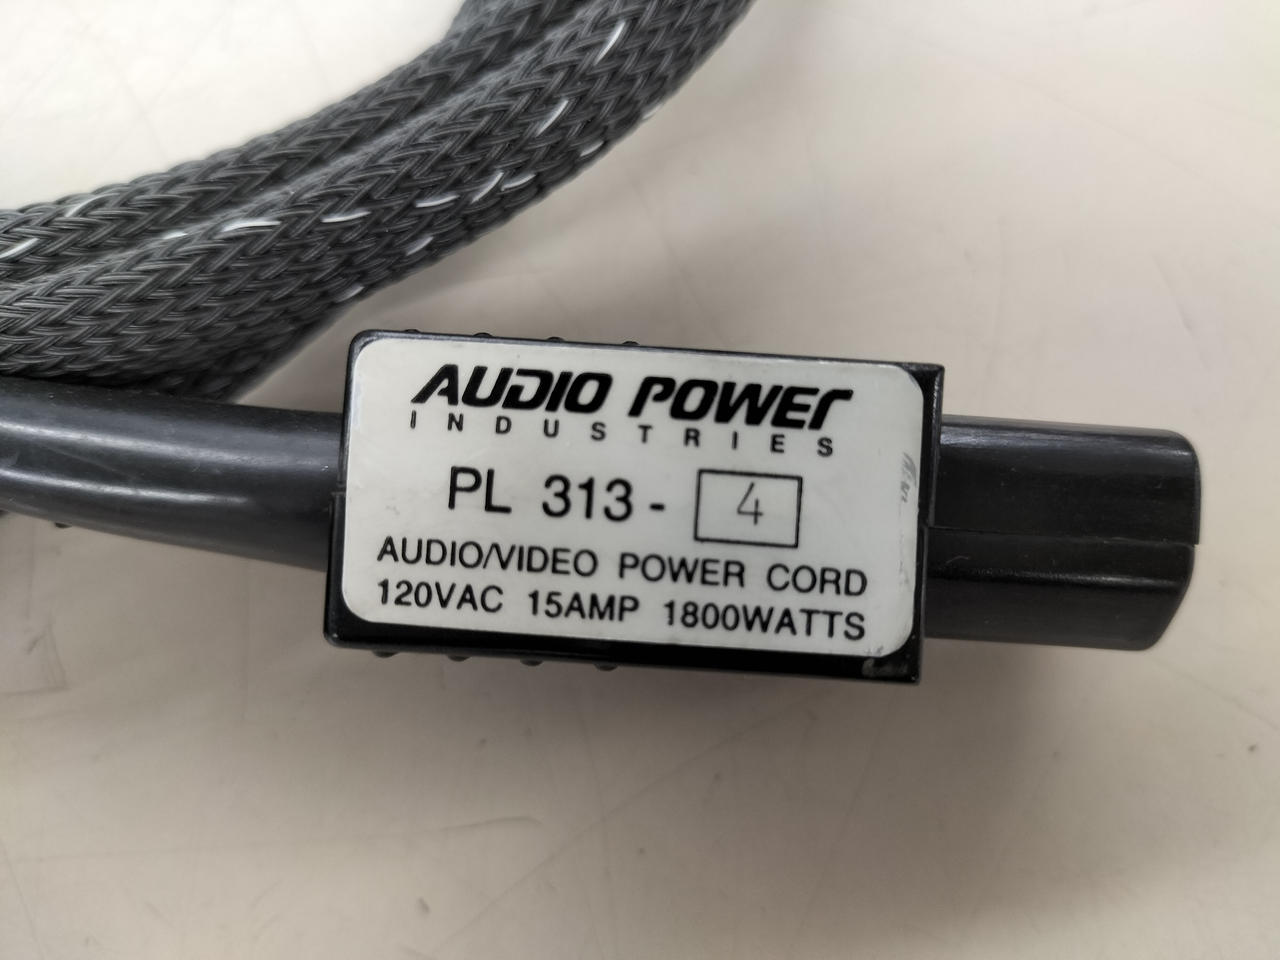 AUDIO POWER
INDUSTRIES
PL 313- 4
AUDIO/VIDEO POWER CORD
120VAC 15AMP 1800WATTS